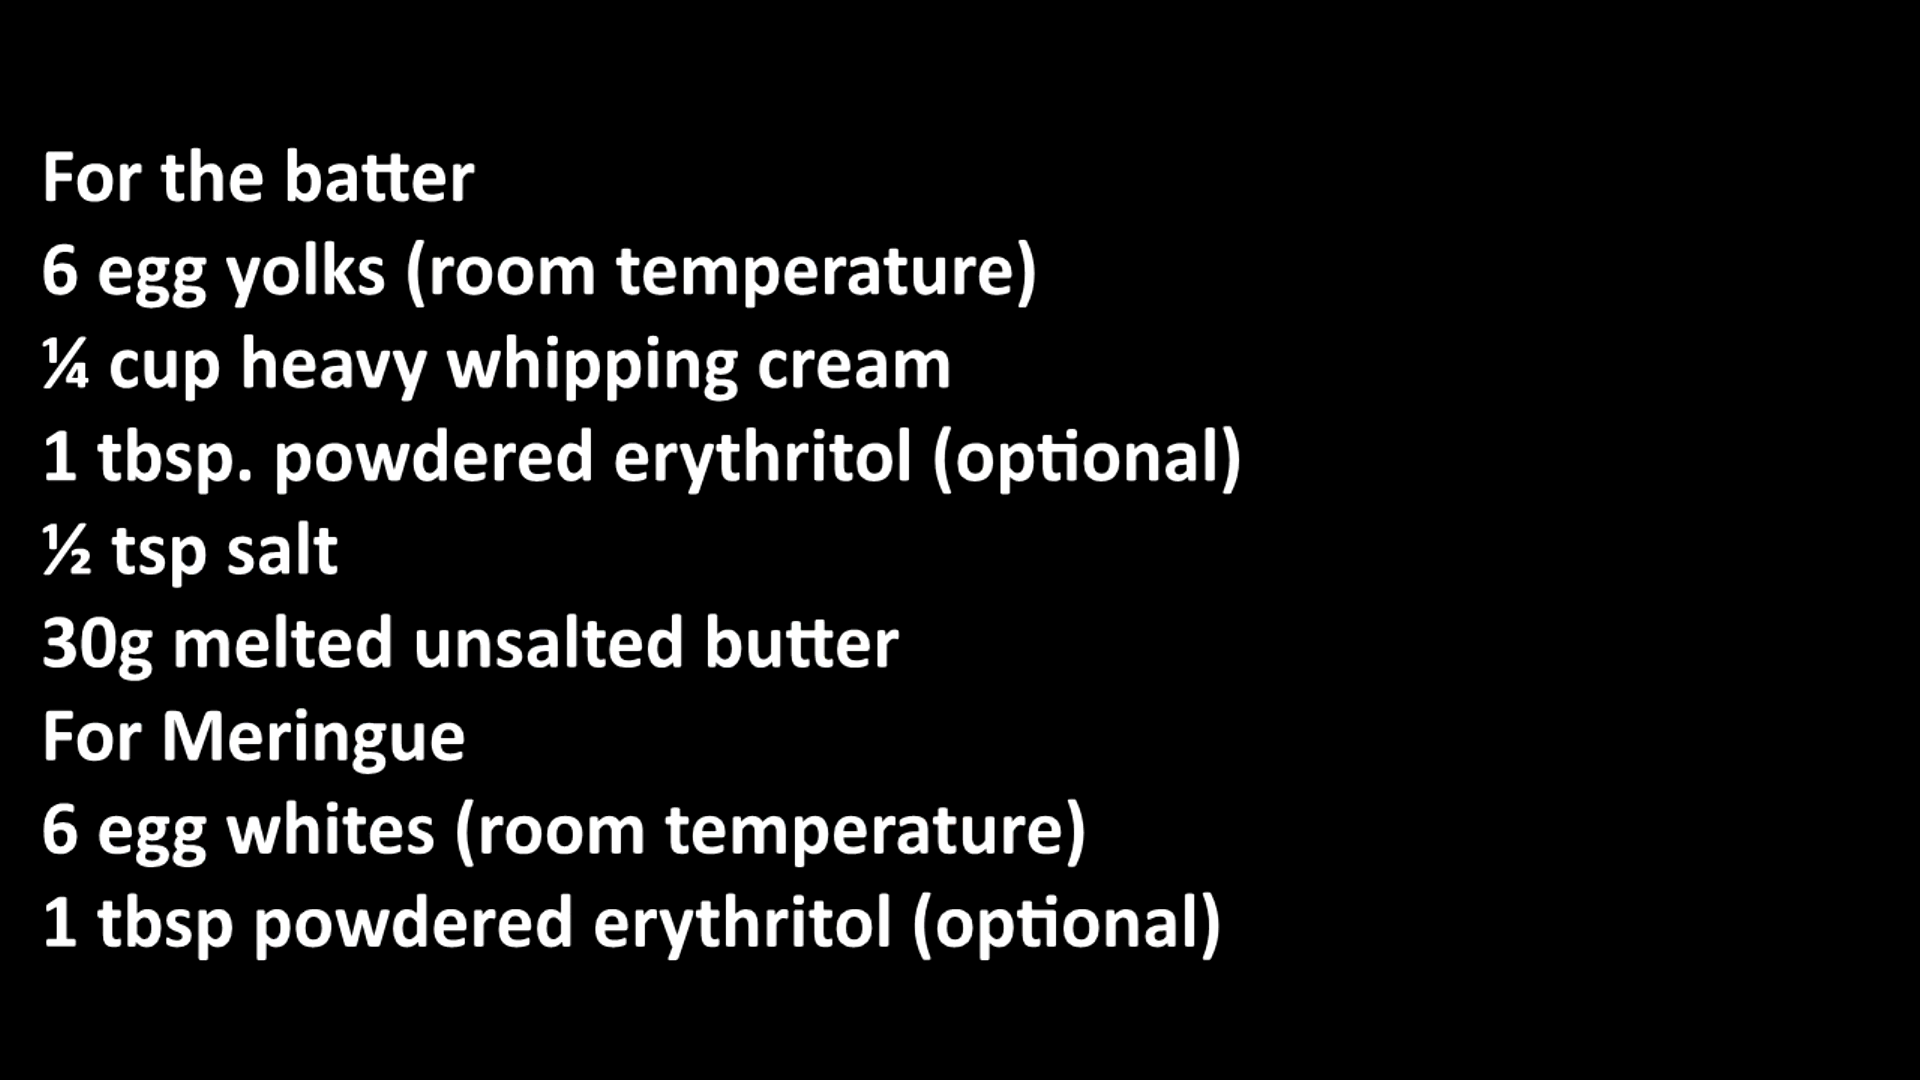 For the batter
6 egg yolks (room temperature)
¼ cup heavy whipping cream
1 tbsp. powdered erythritol (optional)
½ tsp salt
30g melted unsalted butter
For Meringue
6 egg whites (room temperature)
1 tbsp powdered erythritol (optional)